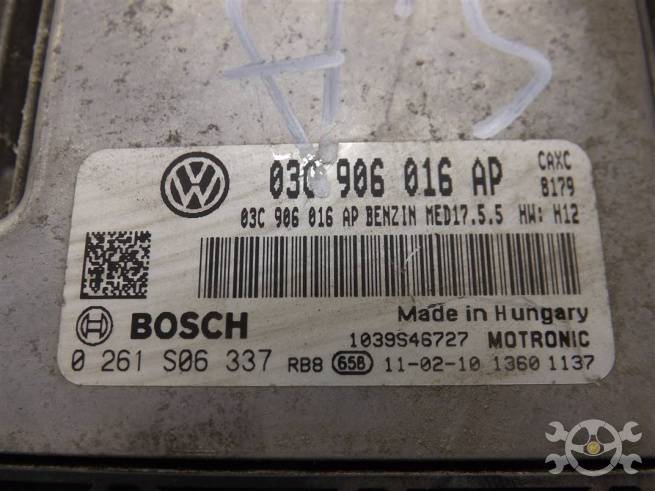 03C 906 016 AP CAXC
8179
03C 906 016 AP BENZIN MED17.5.5 HW: H12
Made in Hungary
BOSCH 1039S46727 MOTRONIC
0 261 S06 337 RB8 658 11-02-10 1360 1137